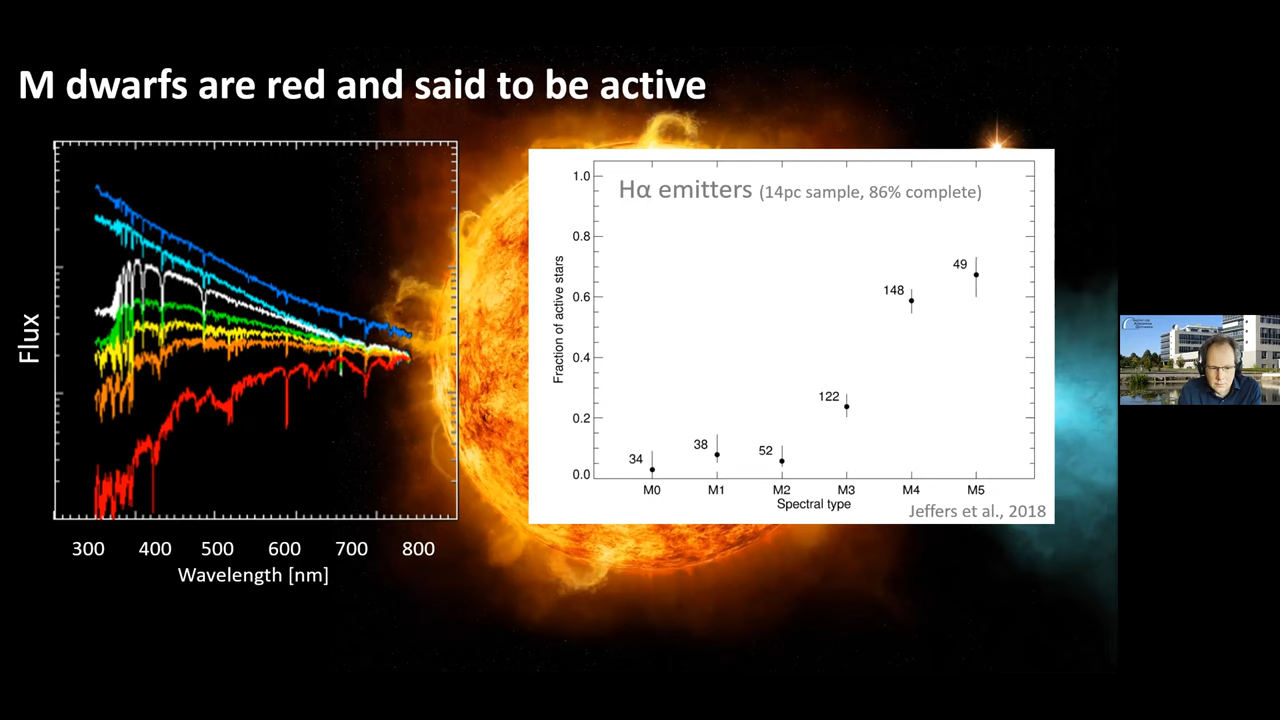 M dwarfs are red and said to be active
Flux
300 400 500 600 700 800
Wavelength [nm]
Hα emitters (14pc sample, 86% complete)
Fraction of active stars
1.0
0.8
0.6
0.4
0.2
0.0
34
38
52
122
148
49
M0 M1 M2 M3 M4 M5
Spectral type
Jeffers et al., 2018